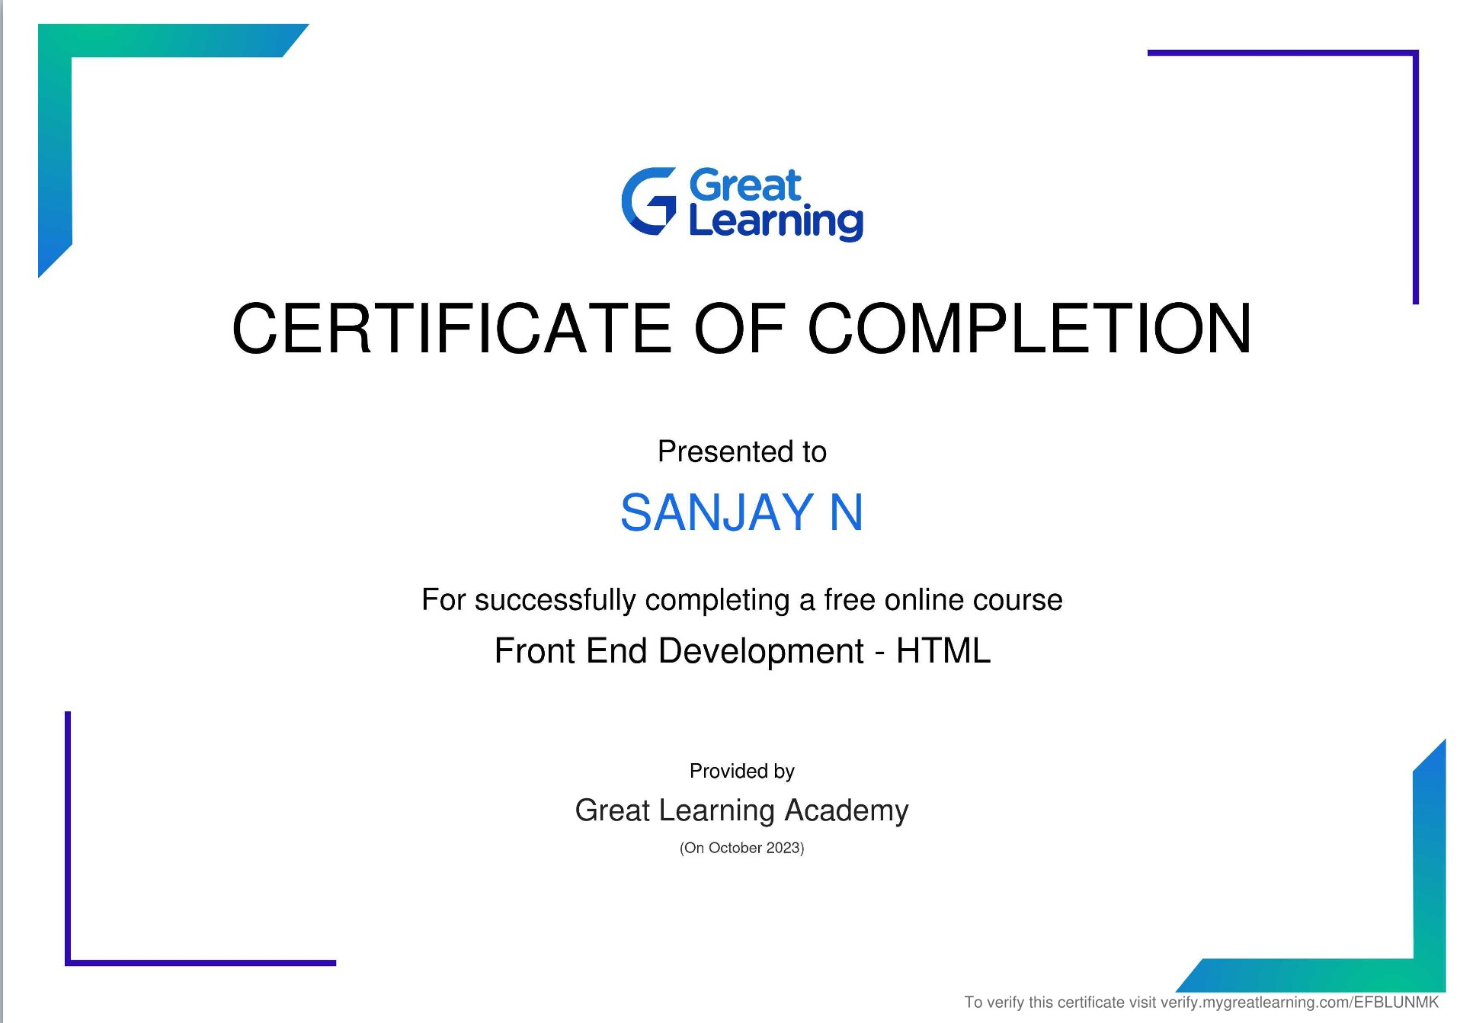 Great
Learning
CERTIFICATE OF COMPLETION
Presented to
SANJAY N
For successfully completing a free online course
Front End Development - HTML
Provided by
Great Learning Academy
(On October 2023)
To verify this certificate visit verify.mygreatlearning.com/EFBLUNMK